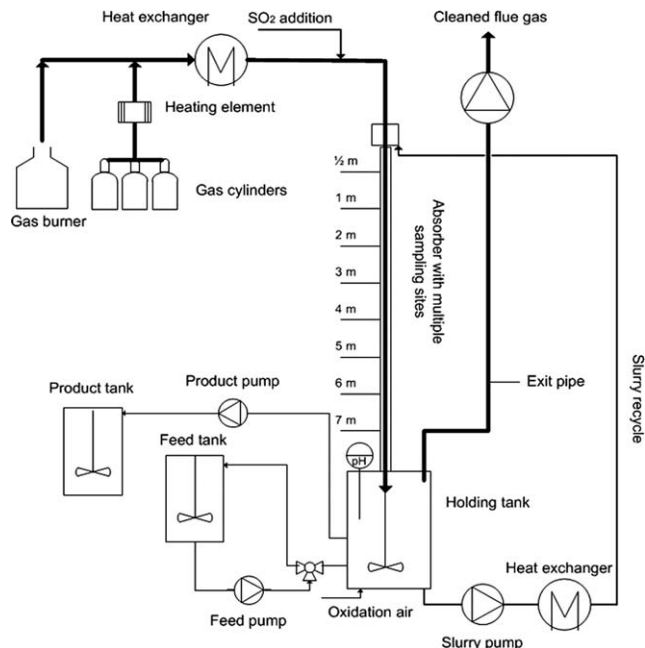 Heat exchanger
SO₂ addition
Cleaned flue gas
Heating element
Gas cylinders
Gas burner
½ m
1 m
2 m
3 m
4 m
5 m
6 m
7 m
Absorber with multiple
sampling sites
Slurry recycle
Exit pipe
Product pump
Product tank
Feed tank
pH
Holding tank
Heat exchanger
Oxidation air
Feed pump
Slurry pump